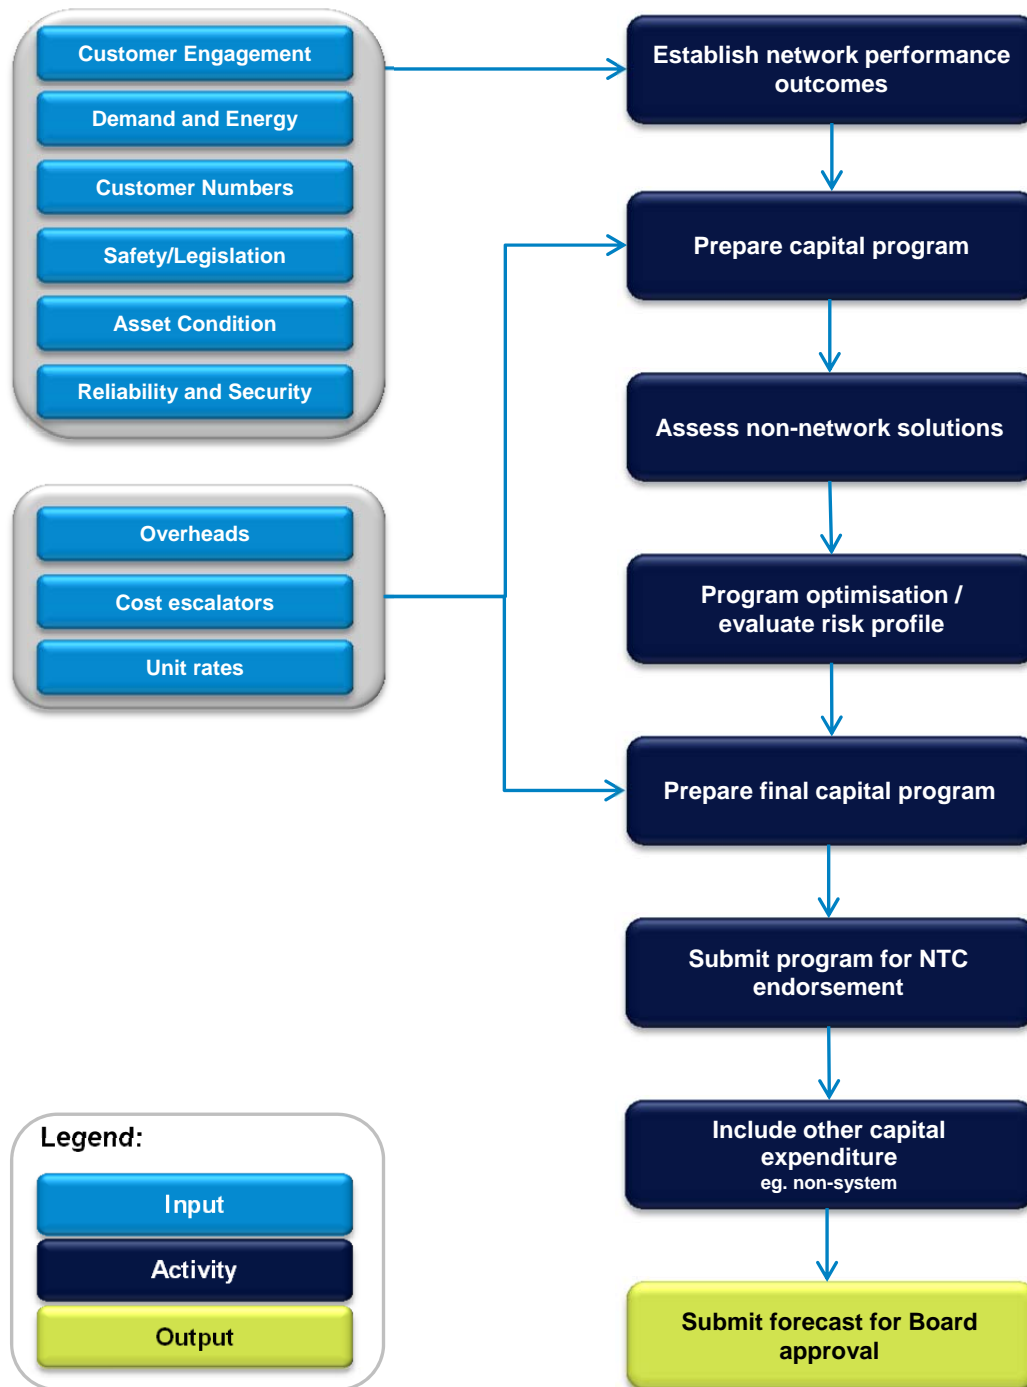 Customer Engagement
Demand and Energy
Customer Numbers
Safety/Legislation
Asset Condition
Reliability and Security
Overheads
Cost escalators
Unit rates
Establish network performance
outcomes
Prepare capital program
Assess non-network solutions
Program optimisation /
evaluate risk profile
Prepare final capital program
Submit program for NTC
endorsement
Include other capital
expenditure
eg. non-system
Submit forecast for Board
approval
Legend:
Input
Activity
Output